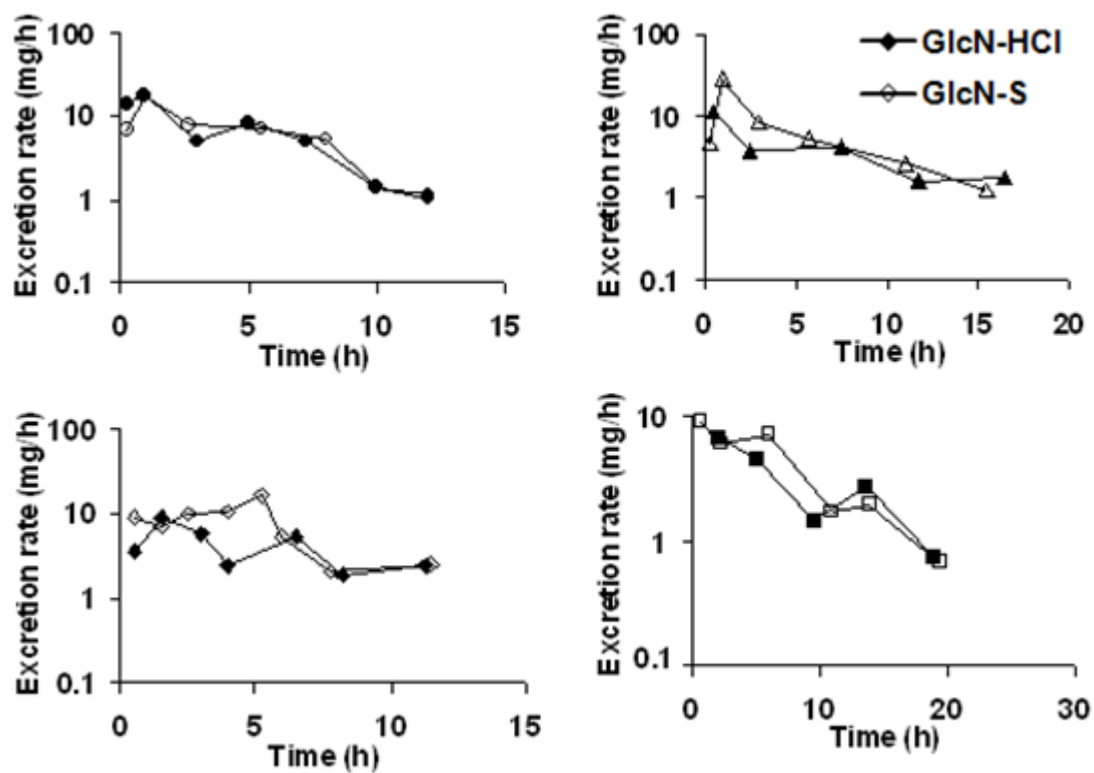 Excretion rate (mg/h)
100
10
1
0.1
0 5 10 15
Time (h)
Excretion rate (mg/h)
100
10
1
0.1
0 5 10 15 20
Time (h)
GlcN-HCl
GlcN-S
Excretion rate (mg/h)
100
10
1
0.1
0 5 10 15
Time (h)
Excretion rate (mg/h)
10
1
0.1
0 10 20 30
Time (h)